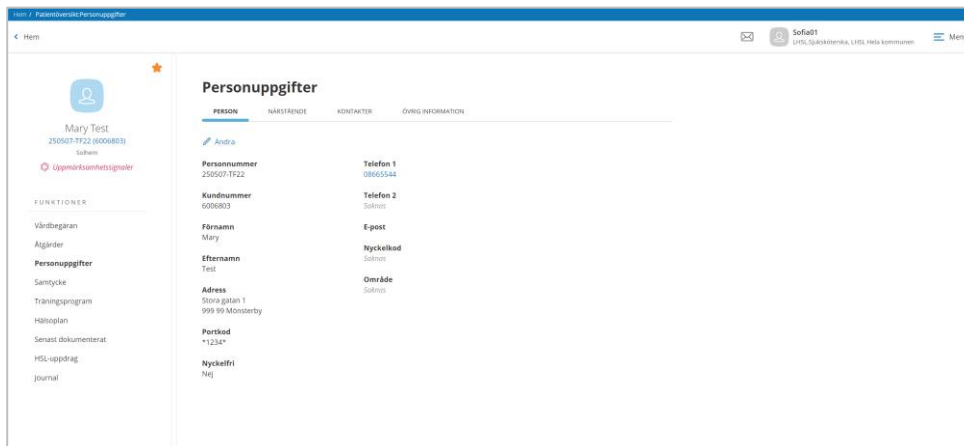 Hem / Patientöversikt:Personuppgifter
Hem
Sofia01
LHSL,Sjuksköterska, LHSL Hela kommunen
Men
Mary Test
250507-TF22 (6006803)
Solhem
Uppmärksamhetssignaler
FUNKTIONER
Vårdbegäran
Åtgärder
Personuppgifter
Samtycke
Träningsprogram
Hälsoplan
Senast dokumenterat
HSL-uppdrag
Journal
Personuppgifter
PERSON NÄRSTÅENDE KONTAKTER ÖVRIG INFORMATION
Ändra
Personnummer
250507-TF22
Kundnummer
6006803
Förnamn
Mary
Efternamn
Test
Adress
Stora gatan 1
999 99 Mönsterby
Portkod
*1234*
Nyckelfri
Nej
Telefon 1
08665544
Telefon 2
Saknas
E-post
Nyckelkod
Saknas
Område
Saknas